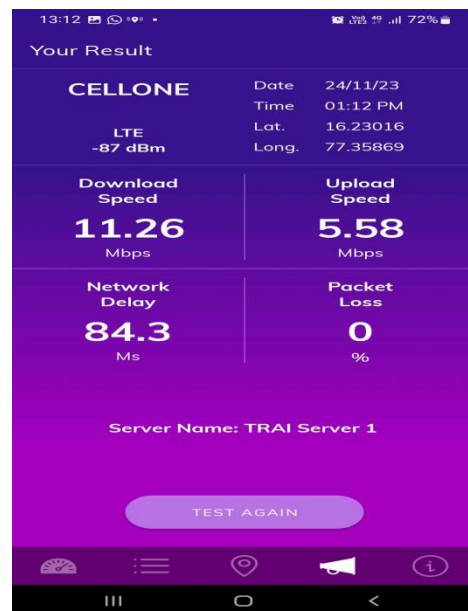 13:12 72%
Your Result
CELLONE
LTE
-87 dBm
Date 24/11/23
Time 01:12 PM
Lat. 16.23016
Long. 77.35869
Download
Speed
11.26
Mbps
Upload
Speed
5.58
Mbps
Network
Delay
84.3
Ms
Packet
Loss
0
%
Server Name: TRAI Server 1
TEST AGAIN